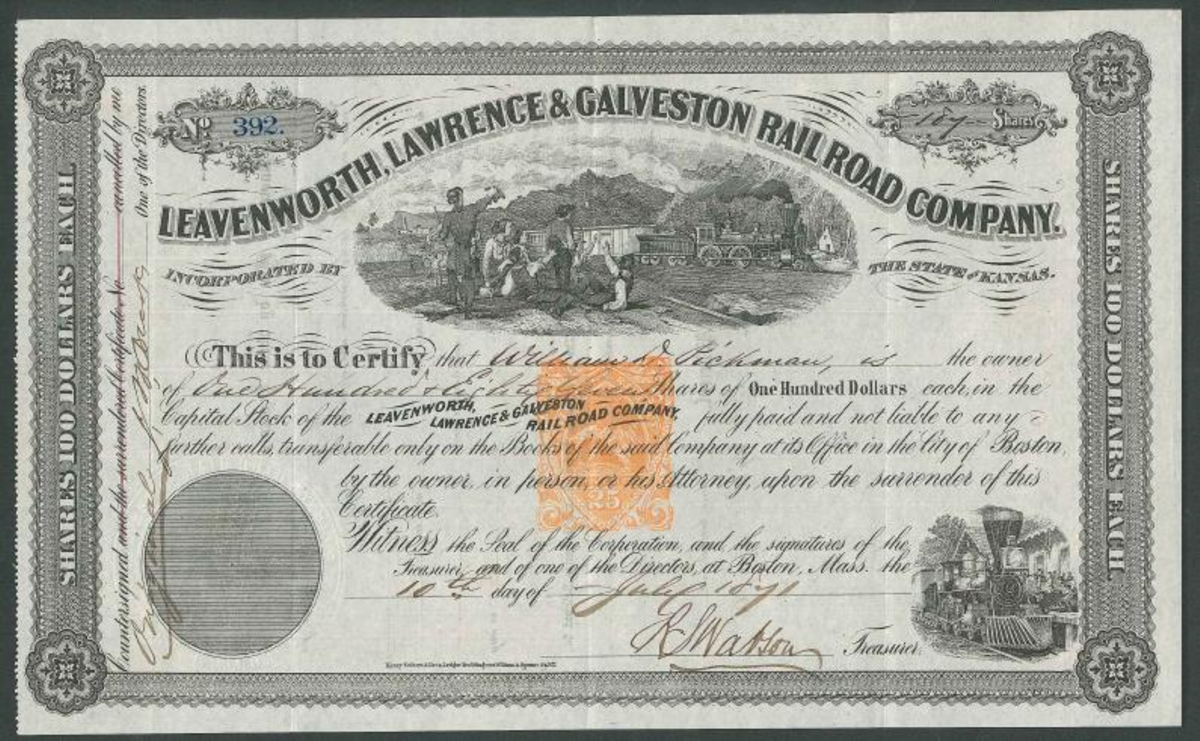 No 392.
187 Shares
LEAVENWORTH, LAWRENCE & GALVESTON RAILROAD COMPANY.
INCORPORATED BY THE STATE OF KANSAS.
This is to Certify that William D Pickman, is the owner
of One Hundred & Eighty Seven Shares of One Hundred Dollars each, in the
Capital Stock of the LEAVENWORTH, LAWRENCE & GALVESTON RAILROAD COMPANY. fully paid and not liable to any
further calls, transferable only on the Books of the said Company at its Office in the City of Boston,
by the owner, in person, or his Attorney, upon the surrender of this
Certificate.
Witness the Seal of the Corporation, and the signatures of the
Treasurer, and of one of the Directors, at Boston, Mass. the
10th day of July 1871
Watson Treasurer.
25
SHARES 100 DOLLARS EACH
SHARES 100 DOLLARS EACH
Countersigned and the surrendered Certificate No cancelled by me
One of the Directors.